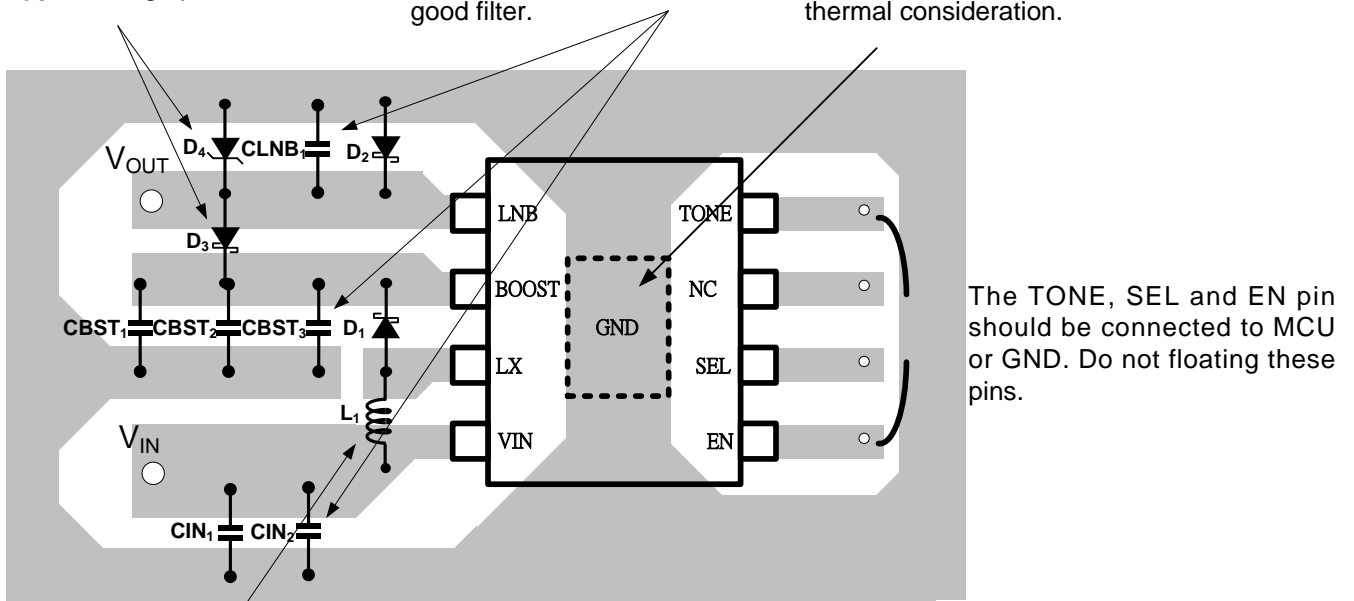 good filter.
thermal consideration.
D4
CLNB1
D2
VOUT
LNB
TONE
D3
BOOST
NC
GND
CBST1
CBST2
CBST3
D1
LX
SEL
L1
VIN
VIN
EN
CIN1
CIN2
The TONE, SEL and EN pin
should be connected to MCU
or GND. Do not floating these
pins.